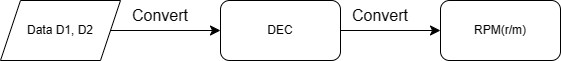 Data D1, D2
Convert
DEC
Convert
RPM(r/m)